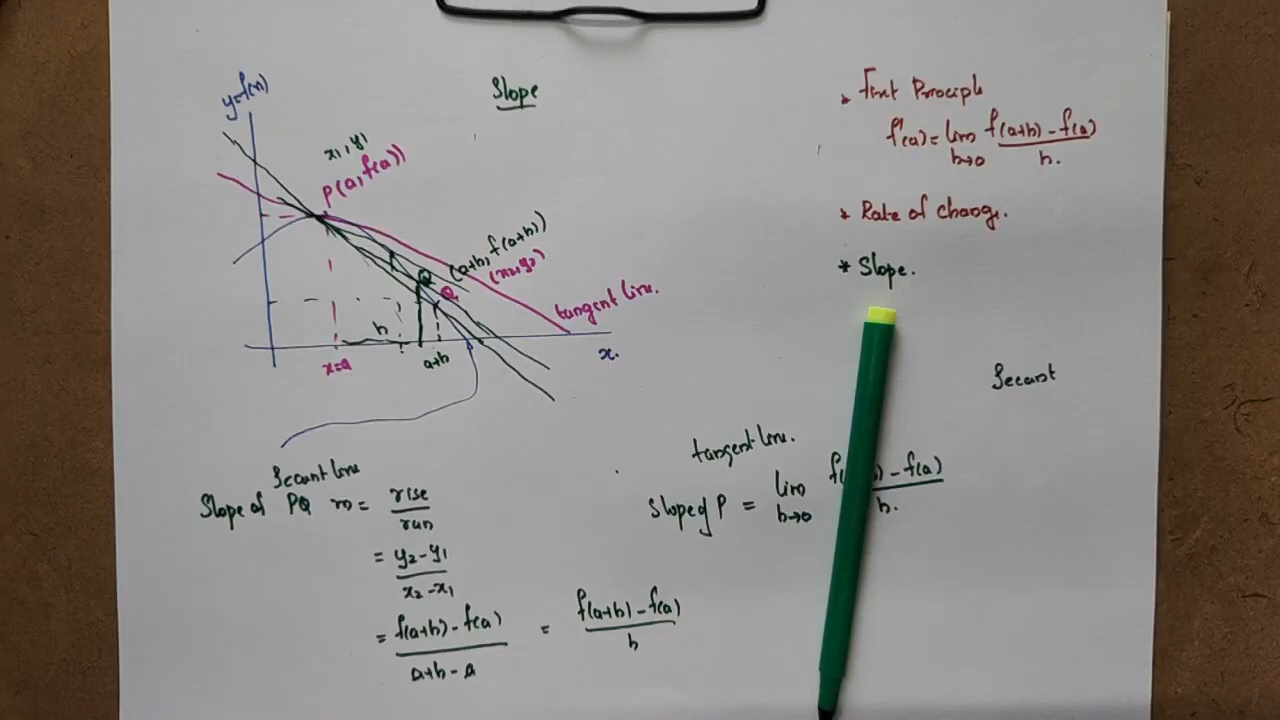 Slope
y=f(x)
x1, y1
P(a, f(a))
(a+h, f(a+h))
(x2, y2)
Q
Q
tangent line.
h
x=a
a+h
x.
* First Principle
f'(a) = lim h→0 f(a+h) - f(a) / h.
* Rate of change.
* Slope.
Secant
Secant line
Slope of PQ m = rise / run
= y2 - y1 / x2 - x1
= f(a+h) - f(a) / a+h - a = f(a+h) - f(a) / h
tangent line.
Slope of P = lim h→0 f( h) - f(a) / h.